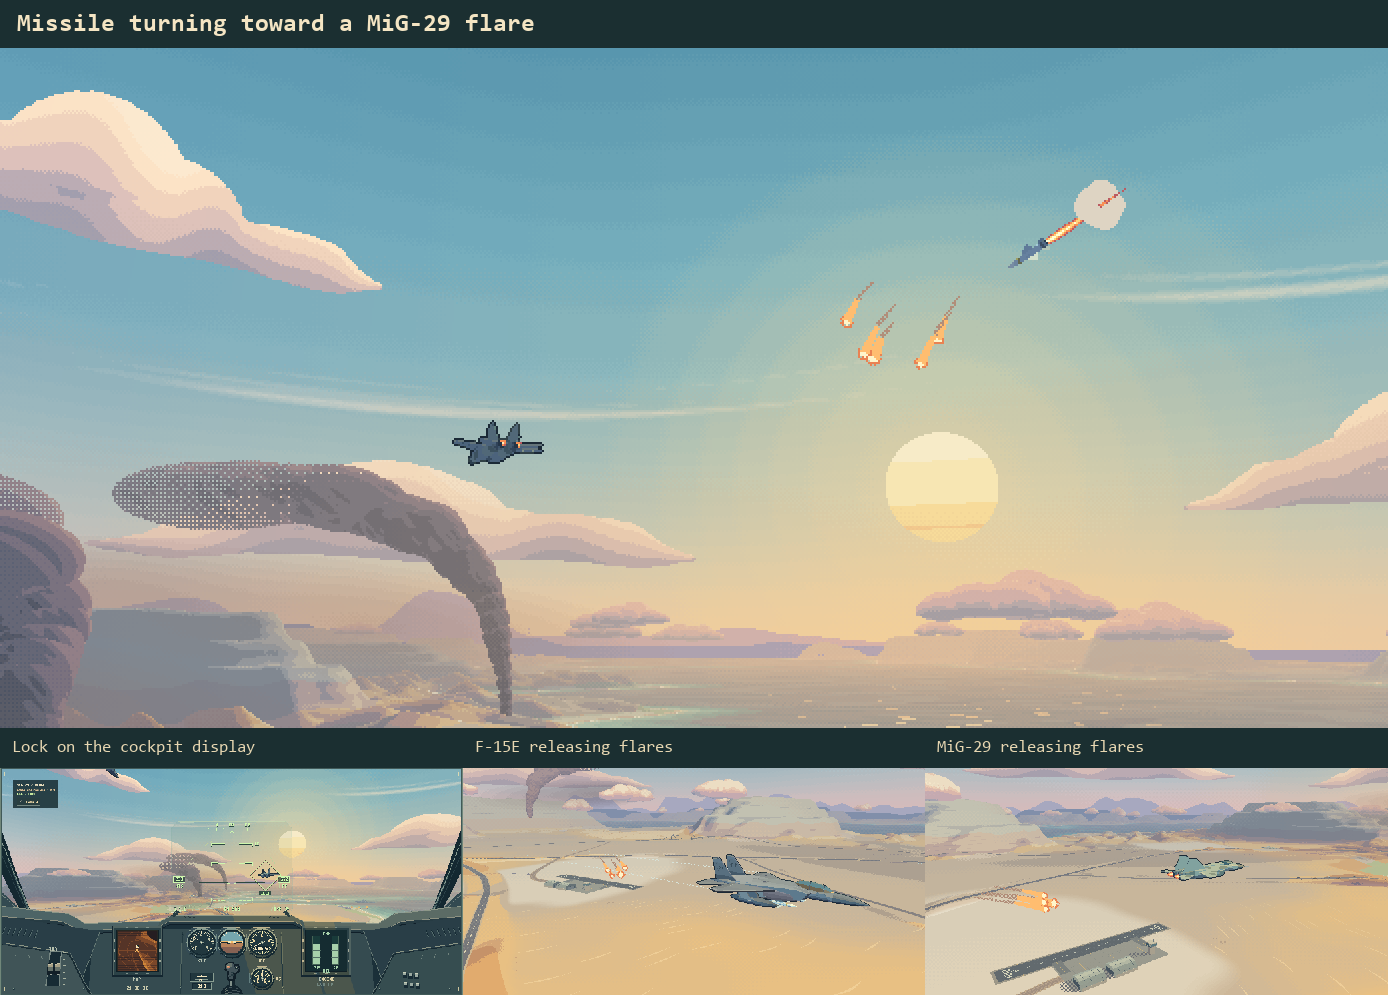 Missile turning toward a MiG-29 flare
Lock on the cockpit display
F-15E releasing flares
MiG-29 releasing flares